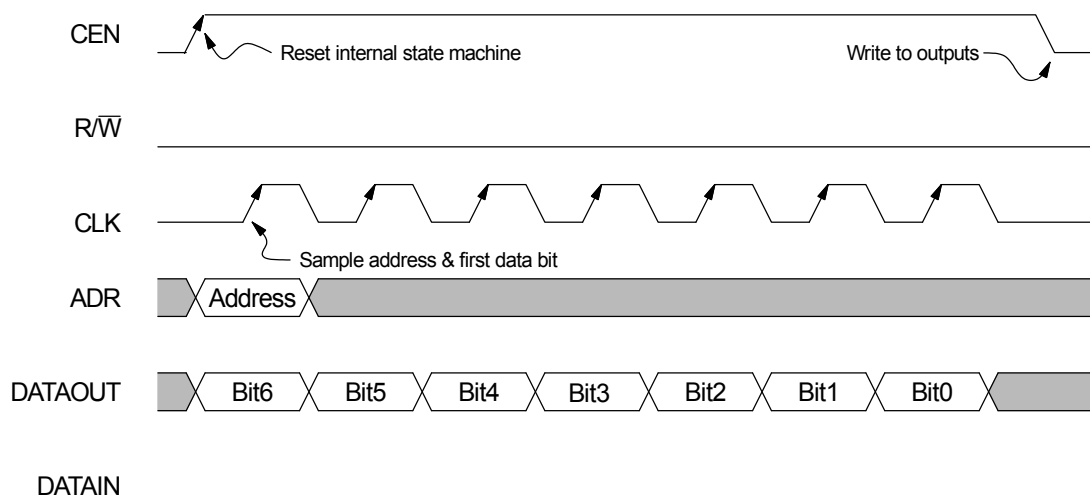 CEN
Reset internal state machine
Write to outputs
R/W̅
CLK
Sample address & first data bit
ADR
Address
DATAOUT
Bit6 Bit5 Bit4 Bit3 Bit2 Bit1 Bit0
DATAIN